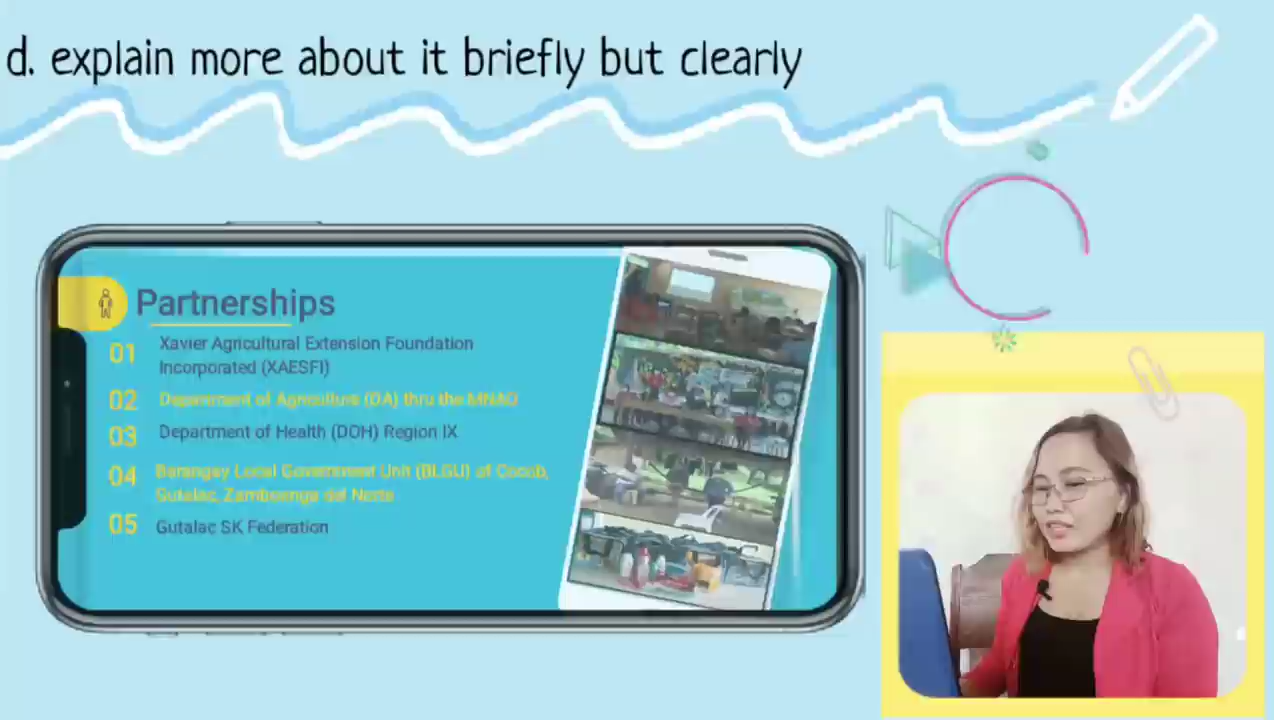 d. explain more about it briefly but clearly
Partnerships
01 Xavier Agricultural Extension Foundation
Incorporated (XAESFI)
02 Department of Agriculture (DA) thru the MNAO
03 Department of Health (DOH) Region IX
04 Barangay Local Government Unit (BLGU) of Cocob,
Gutalac, Zamboanga del Norte
05 Gutalac SK Federation